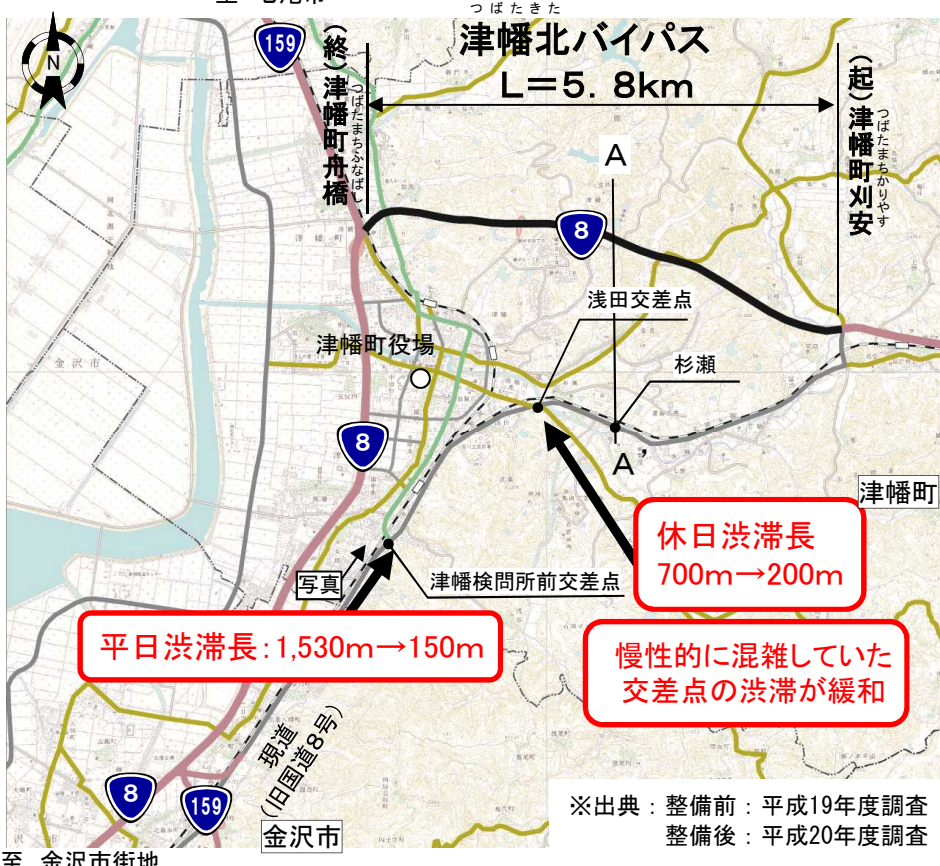 つばたきた
津幡北バイパス
L=5.8km
159
N
(終)津幡町舟橋
つばたまちふなばし
(起)津幡町刈安
つばたまちかりやす
A
8
浅田交差点
津幡町役場
杉瀬
8
A'
津幡町
金沢市
休日渋滞長
700m→200m
写真
津幡検問所前交差点
平日渋滞長:1,530m→150m
慢性的に混雑していた
交差点の渋滞が緩和
現道
(旧国道8号)
8
159
金沢市
※出典:整備前:平成19年度調査
整備後:平成20年度調査
至 金沢市街地